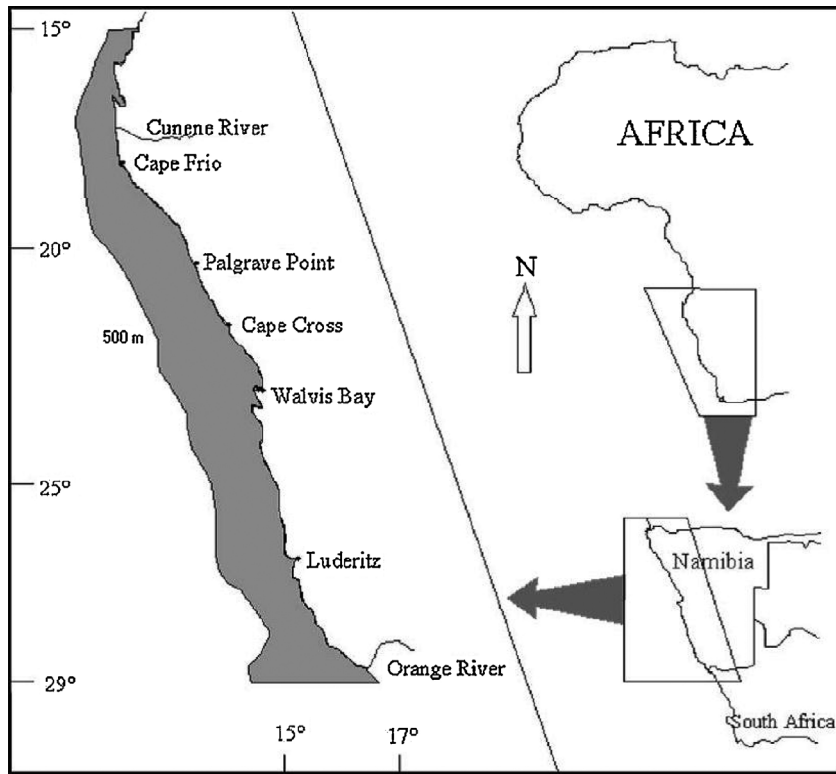 15°
Cunene River
Cape Frio
20°
Palgrave Point
Cape Cross
500 m
Walvis Bay
25°
Luderitz
Orange River
29°
15°
17°
AFRICA
N
Namibia
South Africa